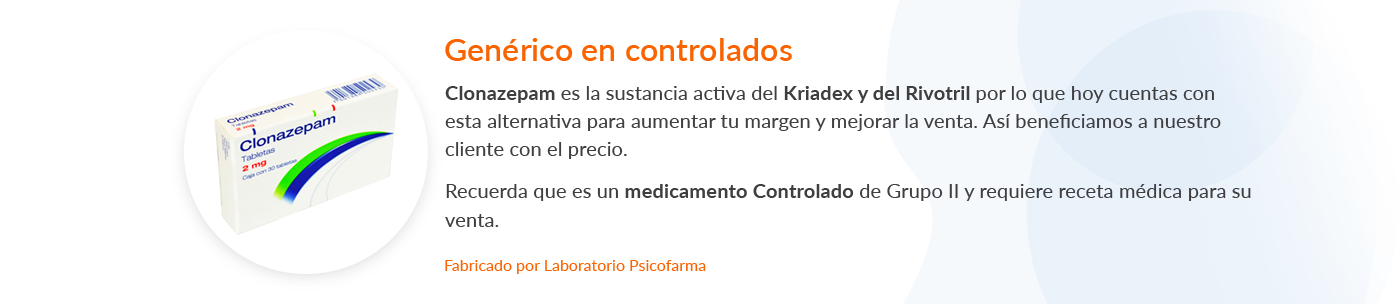 Genérico en controlados
Clonazepam es la sustancia activa del Kriadex y del Rivotril por lo que hoy cuentas con
esta alternativa para aumentar tu margen y mejorar la venta. Así beneficiamos a nuestro
cliente con el precio.
Recuerda que es un medicamento Controlado de Grupo II y requiere receta médica para su
venta.
Fabricado por Laboratorio Psicofarma
Clonazepam
Tabletas
2 mg
Clonazepam
Tabletas
2 mg
Caja con 30 tabletas